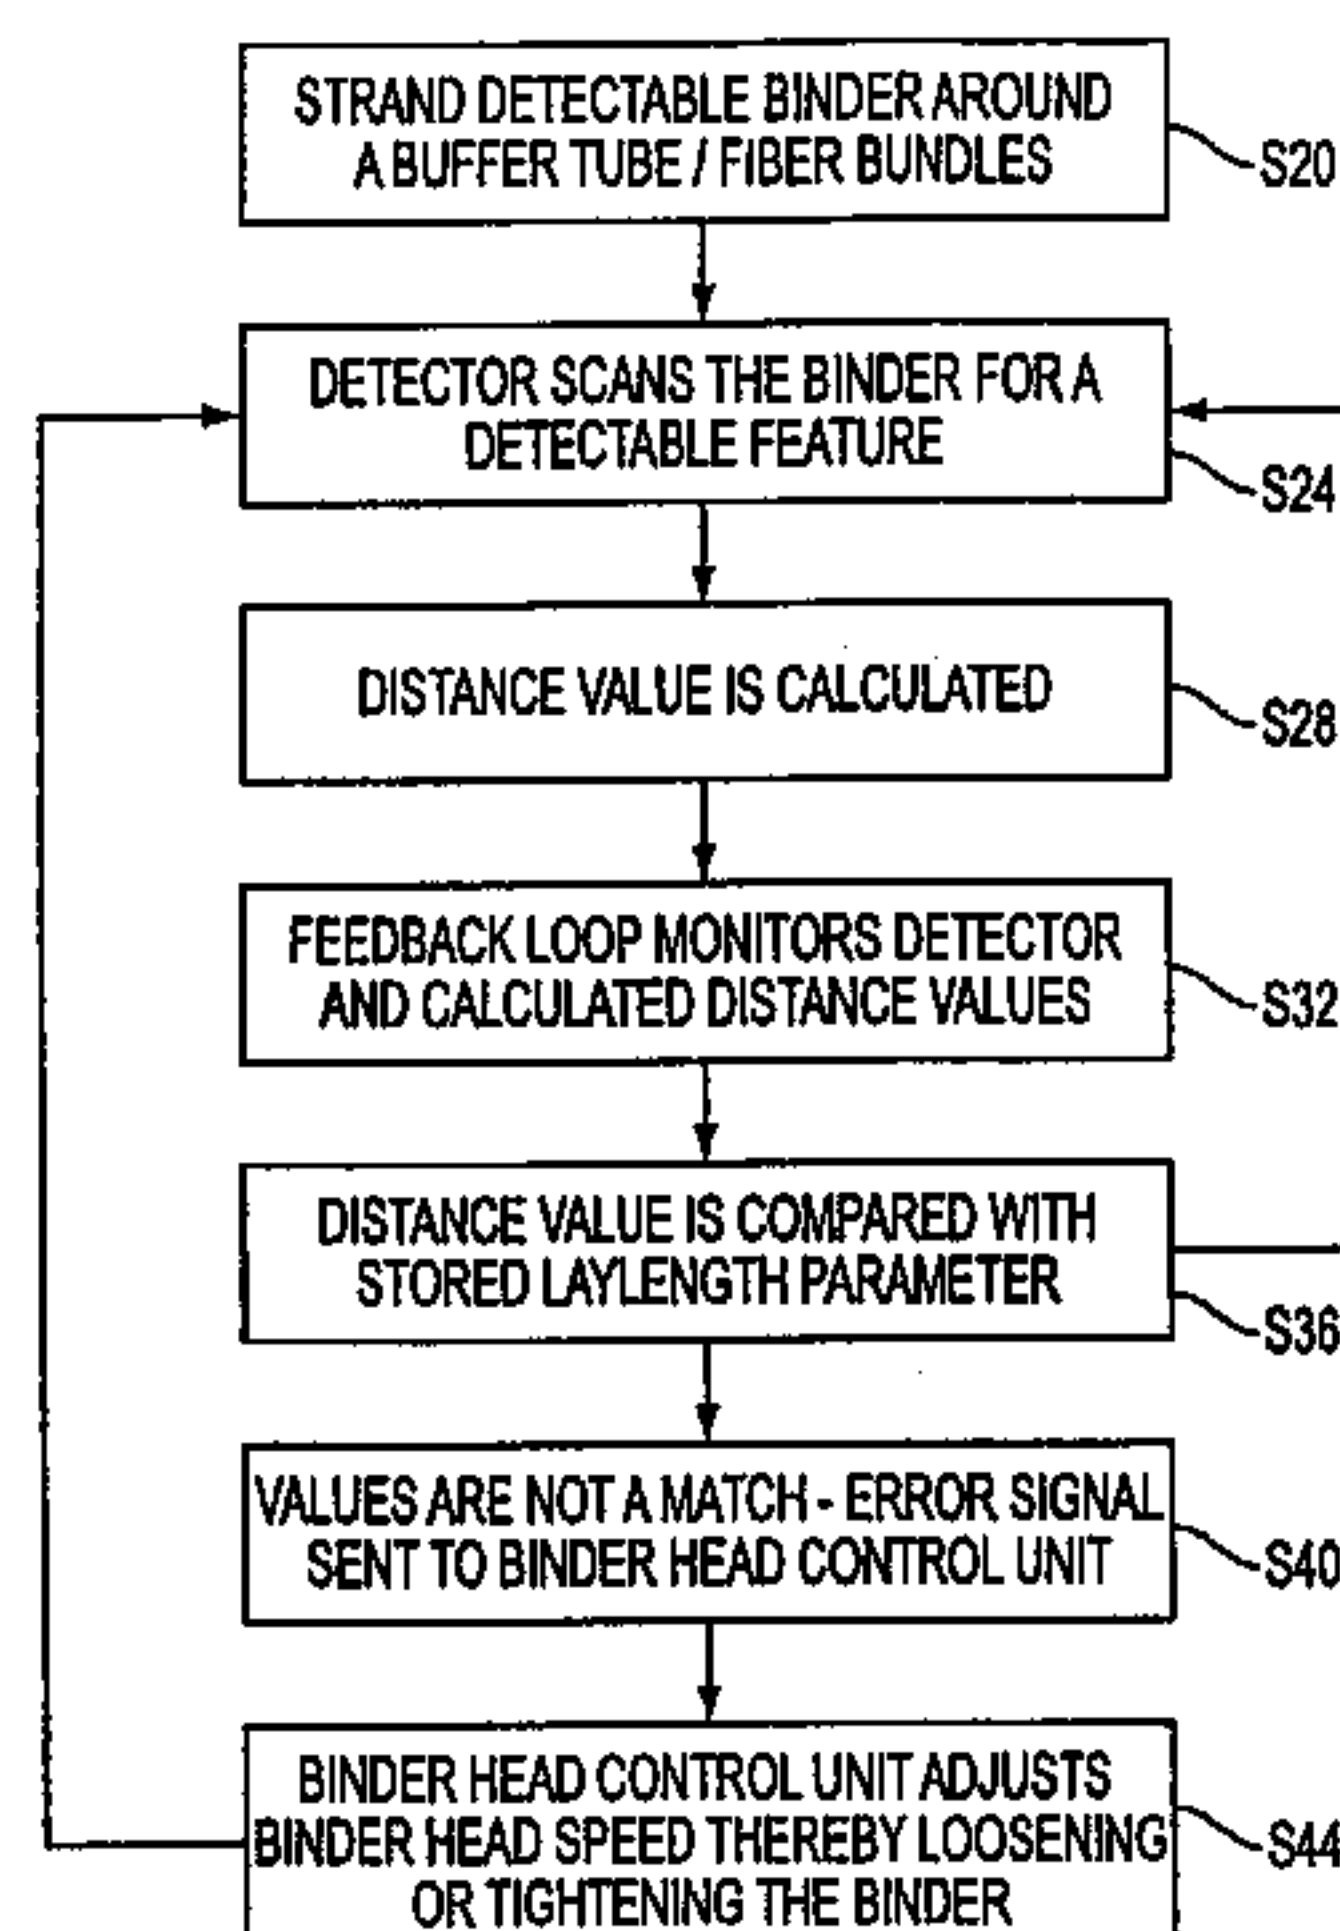 STRAND DETECTABLE BINDER AROUND
A BUFFER TUBE / FIBER BUNDLES
S20
DETECTOR SCANS THE BINDER FOR A
DETECTABLE FEATURE
S24
DISTANCE VALUE IS CALCULATED
S28
FEEDBACK LOOP MONITORS DETECTOR
AND CALCULATED DISTANCE VALUES
S32
DISTANCE VALUE IS COMPARED WITH
STORED LAYLENGTH PARAMETER
S36
VALUES ARE NOT A MATCH - ERROR SIGNAL
SENT TO BINDER HEAD CONTROL UNIT
S40
BINDER HEAD CONTROL UNIT ADJUSTS
BINDER HEAD SPEED THEREBY LOOSENING
OR TIGHTENING THE BINDER
S44